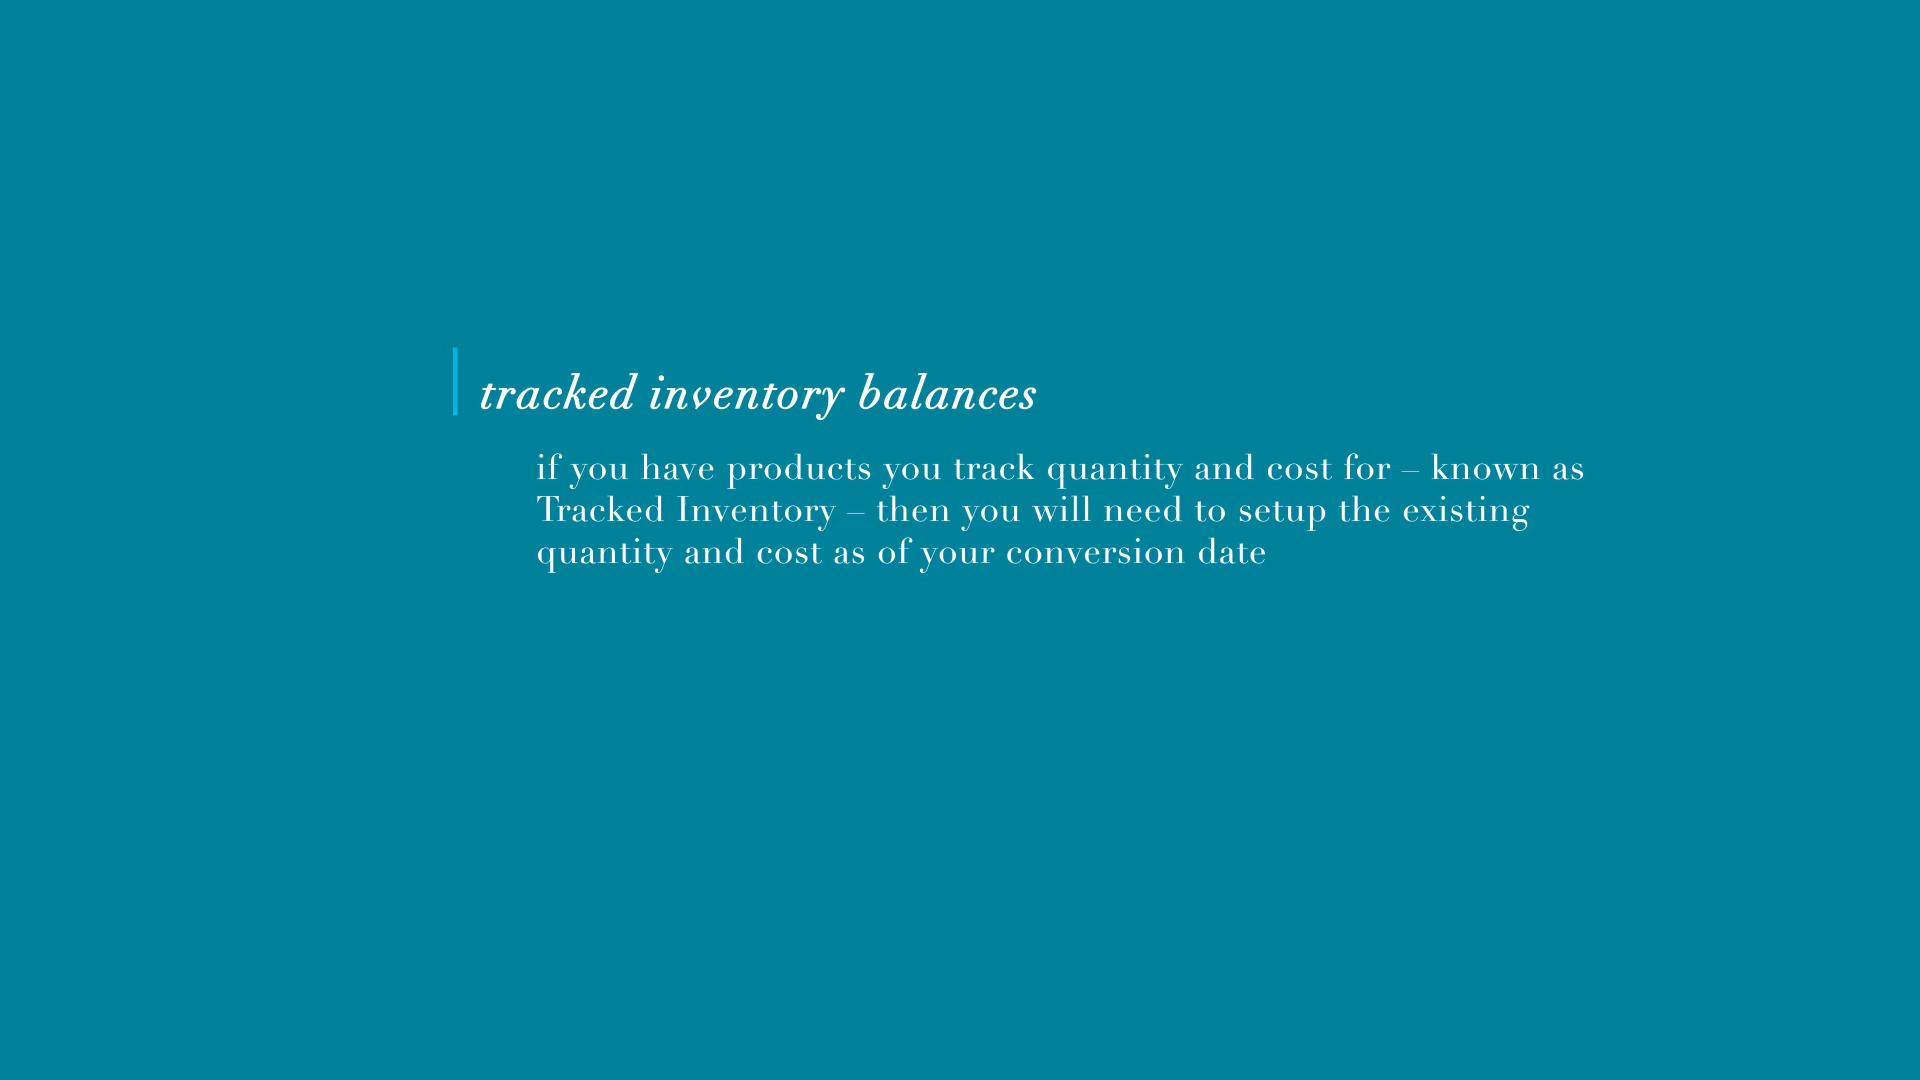 tracked inventory balances
if you have products you track quantity and cost for – known as
Tracked Inventory – then you will need to setup the existing
quantity and cost as of your conversion date